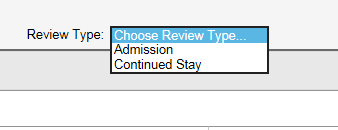 Review Type: Choose Review Type...
Admission
Continued Stay